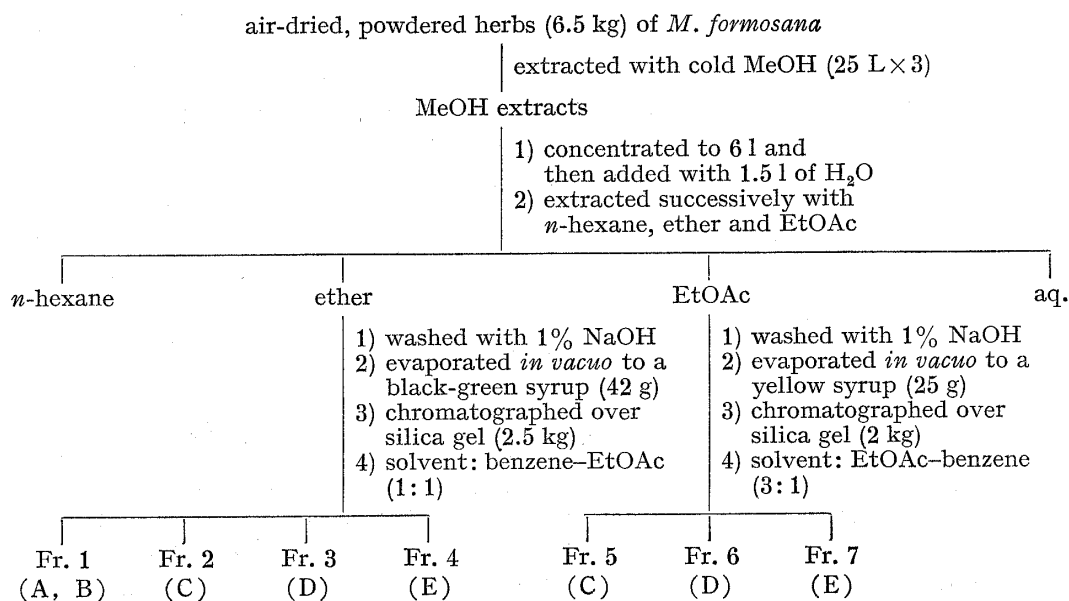 air-dried, powdered herbs (6.5 kg) of M. formosana
extracted with cold MeOH (25 L×3)
MeOH extracts
1) concentrated to 6 l and
then added with 1.5 l of H₂O
2) extracted successively with
n-hexane, ether and EtOAc
n-hexane
ether
EtOAc
aq.
1) washed with 1% NaOH
2) evaporated in vacuo to a
black-green syrup (42 g)
3) chromatographed over
silica gel (2.5 kg)
4) solvent: benzene–EtOAc
(1:1)
1) washed with 1% NaOH
2) evaporated in vacuo to a
yellow syrup (25 g)
3) chromatographed over
silica gel (2 kg)
4) solvent: EtOAc–benzene
(3:1)
Fr. 1
(A, B)
Fr. 2
(C)
Fr. 3
(D)
Fr. 4
(E)
Fr. 5
(C)
Fr. 6
(D)
Fr. 7
(E)